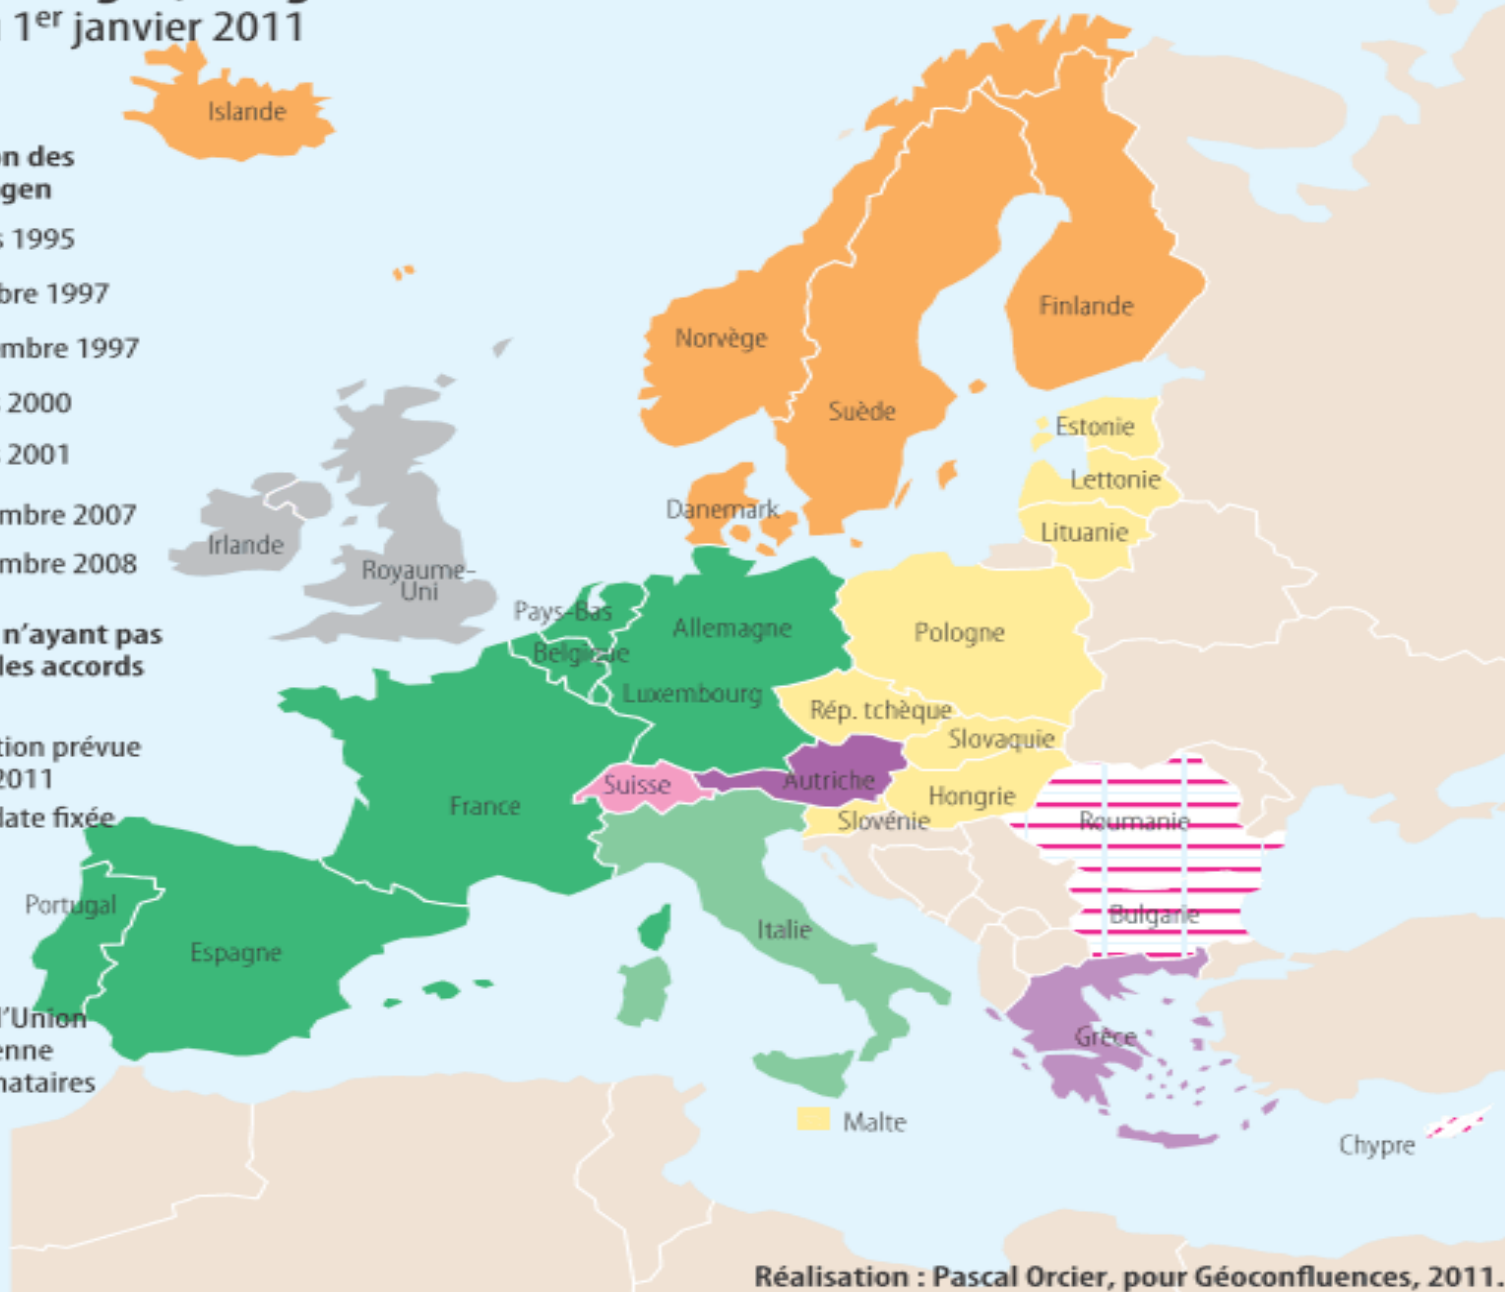 1er janvier 2011
on des
gen
s 1995
bre 1997
mbre 1997
s 2000
s 2001
mbre 2007
mbre 2008
n'ayant pas
des accords
tion prévue
2011
date fixée
l'Union
enne
nataires
Islande
Norvège
Suède
Finlande
Estonie
Lettonie
Lituanie
Danemark
Irlande
Royaume-
Uni
Pays-Bas
Belgique
Luxembourg
Allemagne
Pologne
Rép. tchèque
Slovaquie
Autriche
Hongrie
Slovénie
Suisse
France
Roumanie
Bulgarie
Portugal
Espagne
Italie
Grèce
Malte
Chypre
Réalisation : Pascal Orcier, pour Géoconfluences, 2011.